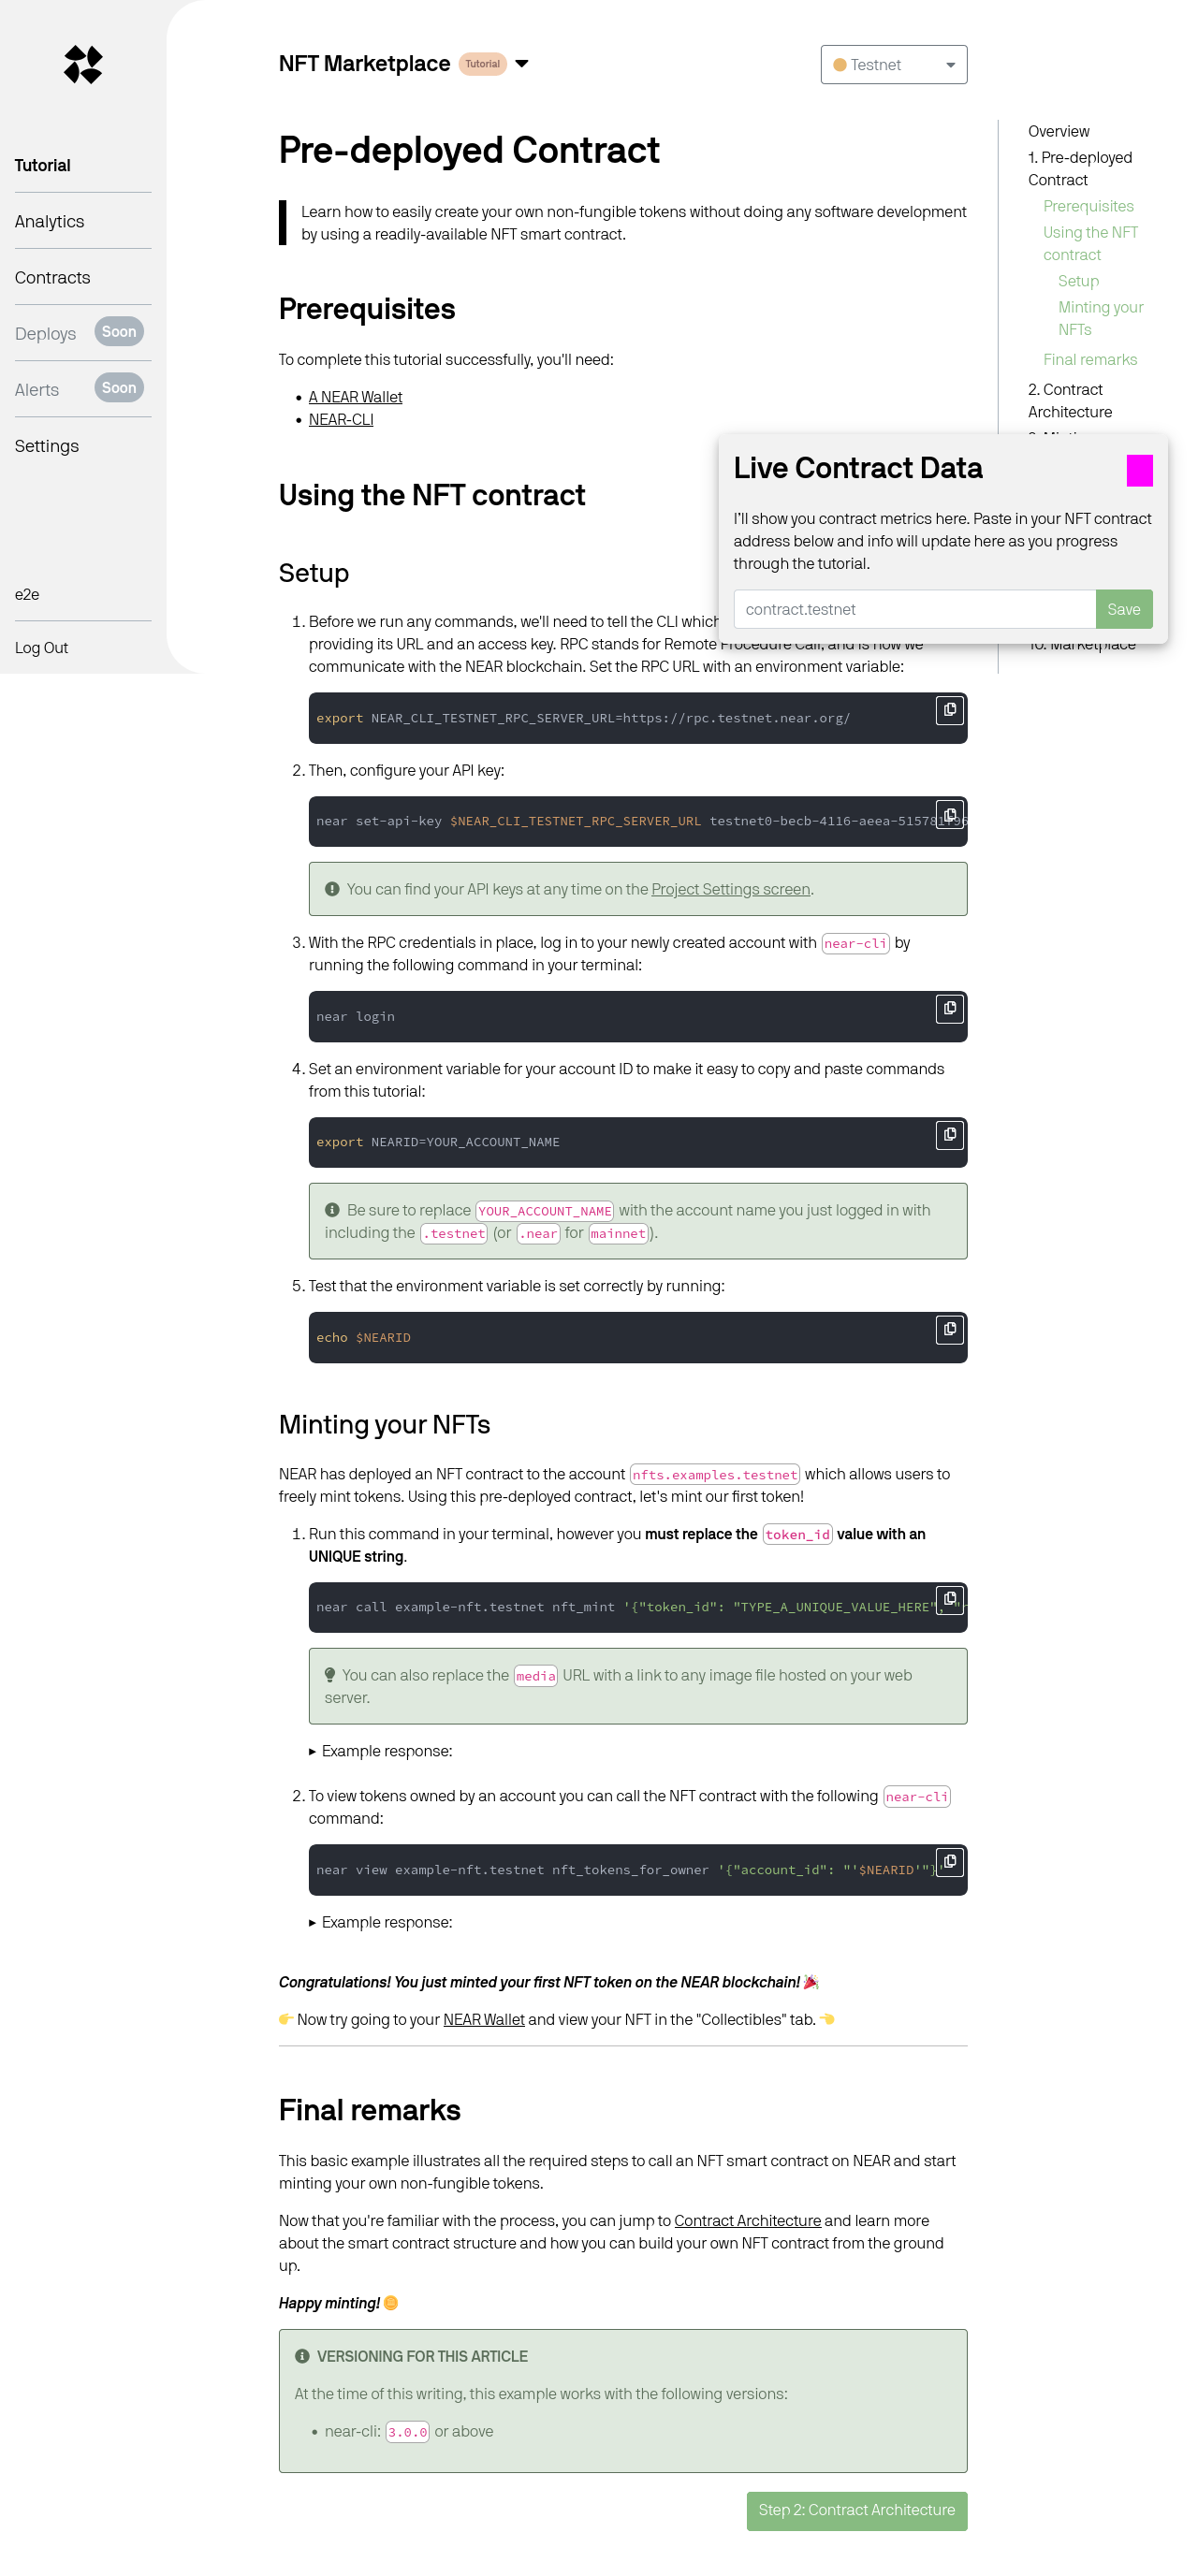 Tutorial
Analytics
Contracts
Deploys Soon
Alerts Soon
Settings
e2e
Log Out
NFT Marketplace Tutorial
Testnet
Pre-deployed Contract
Learn how to easily create your own non-fungible tokens without doing any software development
by using a readily-available NFT smart contract.
Prerequisites
To complete this tutorial successfully, you'll need:
• A NEAR Wallet
• NEAR-CLI
Using the NFT contract
Setup
1. Before we run any commands, we'll need to tell the CLI which
providing its URL and an access key. RPC stands for Remote Procedure Call, and is how we
communicate with the NEAR blockchain. Set the RPC URL with an environment variable:
export NEAR_CLI_TESTNET_RPC_SERVER_URL=https://rpc.testnet.near.org/
2. Then, configure your API key:
near set-api-key $NEAR_CLI_TESTNET_RPC_SERVER_URL testnet0-becb-4116-aeea-515781f96
You can find your API keys at any time on the Project Settings screen.
3. With the RPC credentials in place, log in to your newly created account with near-cli by
running the following command in your terminal:
near login
4. Set an environment variable for your account ID to make it easy to copy and paste commands
from this tutorial:
export NEARID=YOUR_ACCOUNT_NAME
Be sure to replace YOUR_ACCOUNT_NAME with the account name you just logged in with
including the .testnet (or .near for mainnet).
5. Test that the environment variable is set correctly by running:
echo $NEARID
Minting your NFTs
NEAR has deployed an NFT contract to the account nfts.examples.testnet which allows users to
freely mint tokens. Using this pre-deployed contract, let's mint our first token!
1. Run this command in your terminal, however you must replace the token_id value with an
UNIQUE string.
near call example-nft.testnet nft_mint '{"token_id": "TYPE_A_UNIQUE_VALUE_HERE", "r
You can also replace the media URL with a link to any image file hosted on your web
server.
▸ Example response:
2. To view tokens owned by an account you can call the NFT contract with the following near-cli
command:
near view example-nft.testnet nft_tokens_for_owner '{"account_id": "'$NEARID'"}'
▸ Example response:
Congratulations! You just minted your first NFT token on the NEAR blockchain! 🎉
👉 Now try going to your NEAR Wallet and view your NFT in the "Collectibles" tab. 👈
Final remarks
This basic example illustrates all the required steps to call an NFT smart contract on NEAR and start
minting your own non-fungible tokens.
Now that you're familiar with the process, you can jump to Contract Architecture and learn more
about the smart contract structure and how you can build your own NFT contract from the ground
up.
Happy minting! 🪙
VERSIONING FOR THIS ARTICLE
At the time of this writing, this example works with the following versions:
• near-cli: 3.0.0 or above
Step 2: Contract Architecture
Overview
1. Pre-deployed
Contract
Prerequisites
Using the NFT
contract
Setup
Minting your
NFTs
Final remarks
2. Contract
Architecture
10. Marketplace
Live Contract Data
I'll show you contract metrics here. Paste in your NFT contract
address below and info will update here as you progress
through the tutorial.
contract.testnet
Save